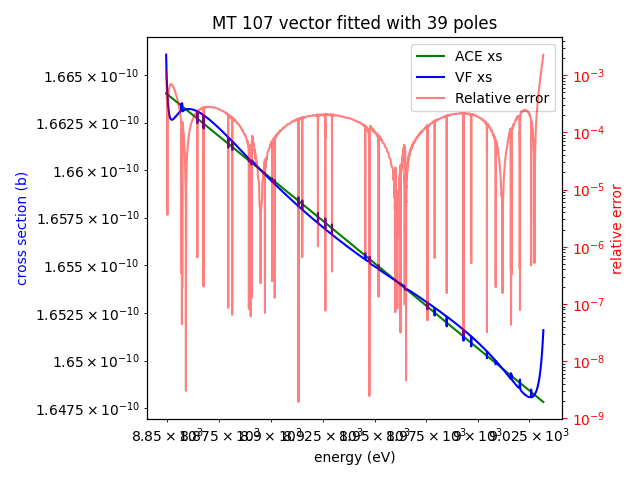 MT 107 vector fitted with 39 poles
ACE xs
VF xs
Relative error
cross section (b)
1.665 × 10⁻¹⁰
1.6625 × 10⁻¹⁰
1.66 × 10⁻¹⁰
1.6575 × 10⁻¹⁰
1.655 × 10⁻¹⁰
1.6525 × 10⁻¹⁰
1.65 × 10⁻¹⁰
1.6475 × 10⁻¹⁰
10⁻³
10⁻⁴
10⁻⁵
10⁻⁶
10⁻⁷
10⁻⁸
10⁻⁹
relative error
9.025 × 10³
energy (eV)